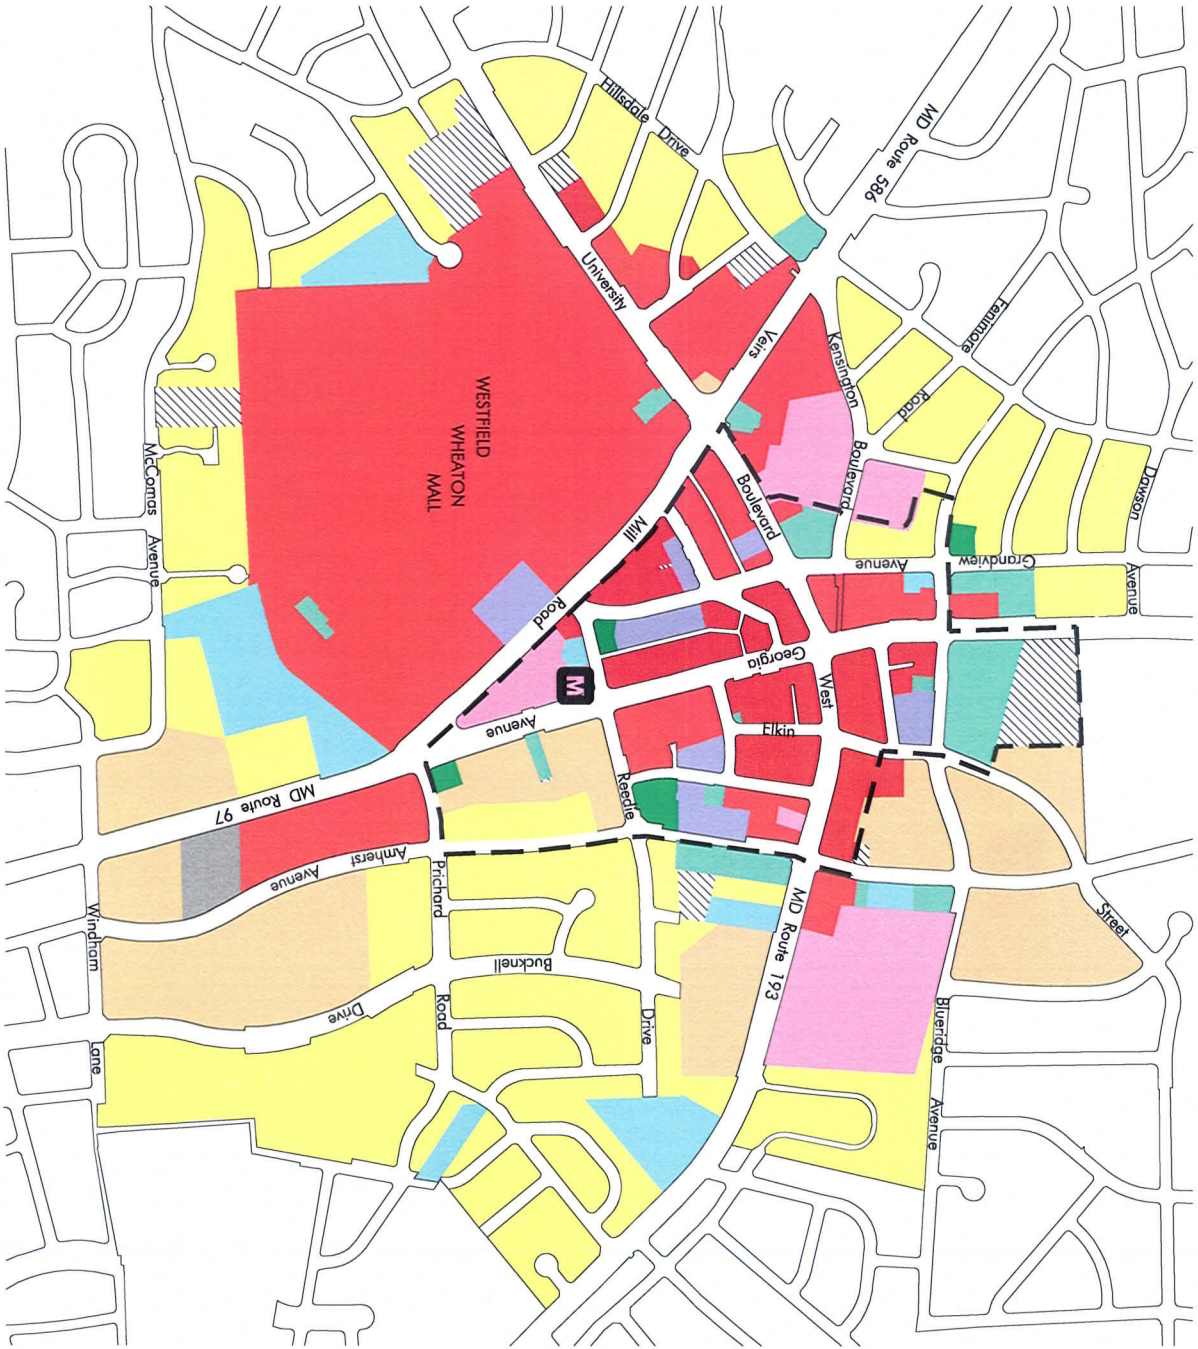 Hillsdale
Drive
MD Route 586
University
Veirs
Kensington
Boulevard
Fenimore
Road
Dawson
Avenue
WESTFIELD
WHEATON
MALL
McComas
Avenue
Mill
Road
Boulevard
Grandview
Avenue
Georgia
Avenue
West
Elkin
M
Reedie
Drive
MD Route 97
Amherst
Avenue
Prichard
Road
Windham
Lane
Bucknell
Drive
MD Route 193
Blueridge
Avenue
Street